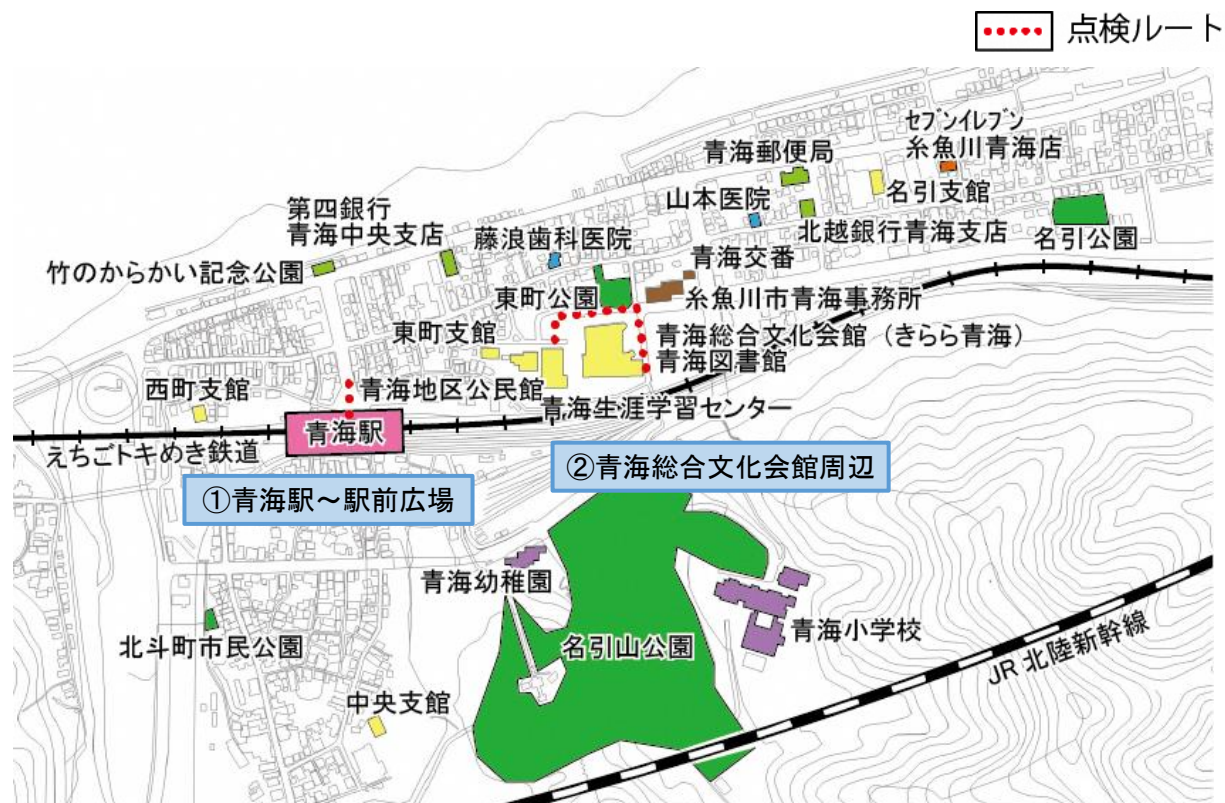 点検ルート
セブンイレブン
糸魚川青海店
青海郵便局
名引支館
山本医院
北越銀行青海支店
名引公園
第四銀行
青海中央支店
藤浪歯科医院
青海交番
竹のからかい記念公園
東町公園
糸魚川市青海事務所
東町支館
青海総合文化会館（きらら青海）
青海図書館
西町支館
青海地区公民館
青海生涯学習センター
青海駅
えちごトキめき鉄道
②青海総合文化会館周辺
①青海駅～駅前広場
青海幼稚園
青海小学校
北斗町市民公園
名引山公園
JR 北陸新幹線
中央支館